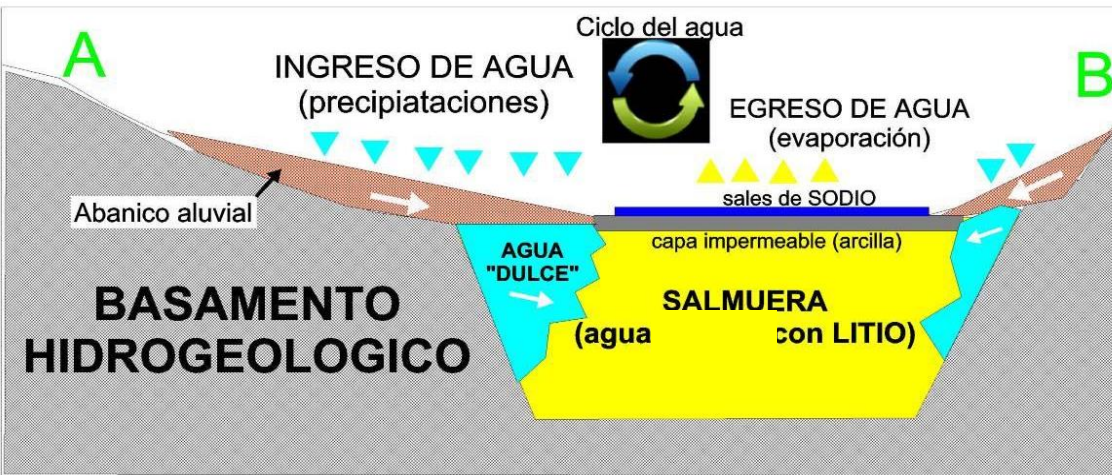 Ciclo del agua
A
INGRESO DE AGUA
(precipiataciones)
EGRESO DE AGUA
(evaporación)
B
Abanico aluvial
sales de SODIO
capa impermeable (arcilla)
AGUA
"DULCE"
SALMUERA
(agua con LITIO)
BASAMENTO
HIDROGEOLOGICO